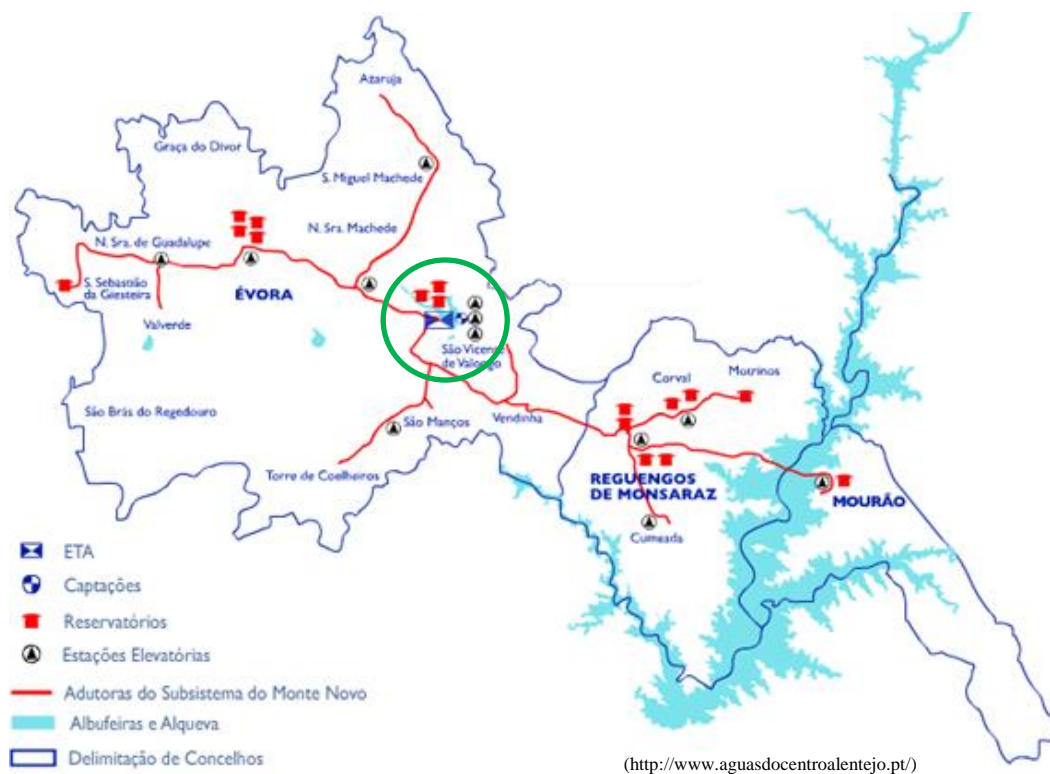 Azaruja
Graça do Divor
S. Miguel Machede
N. Sra. Machede
N. Sra. de Guadalupe
S. Sebastião
da Giesteira
ÉVORA
Valverde
São Vicente
de Valongo
Corval
Motrinos
São Brás do Regedouro
São Manços
Vendinha
Torre de Coelheiros
REGUENGOS
DE MONSARAZ
MOURÃO
Cumeada
ETA
Captações
Reservatórios
Estações Elevatórias
Adutoras do Subsistema do Monte Novo
Albufeiras e Alqueva
Delimitação de Concelhos
(http://www.aguasdocentroalentejo.pt/)